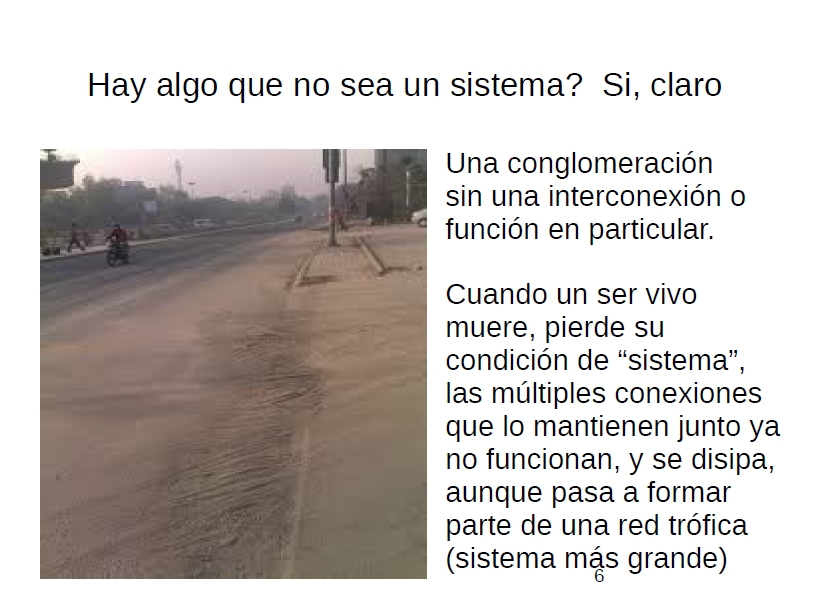 Hay algo que no sea un sistema?  Si, claro
Una conglomeración
sin una interconexión o
función en particular.
Cuando un ser vivo
muere, pierde su
condición de “sistema”,
las múltiples conexiones
que lo mantienen junto ya
no funcionan, y se disipa,
aunque pasa a formar
parte de una red trófica
(sistema más grande)
6